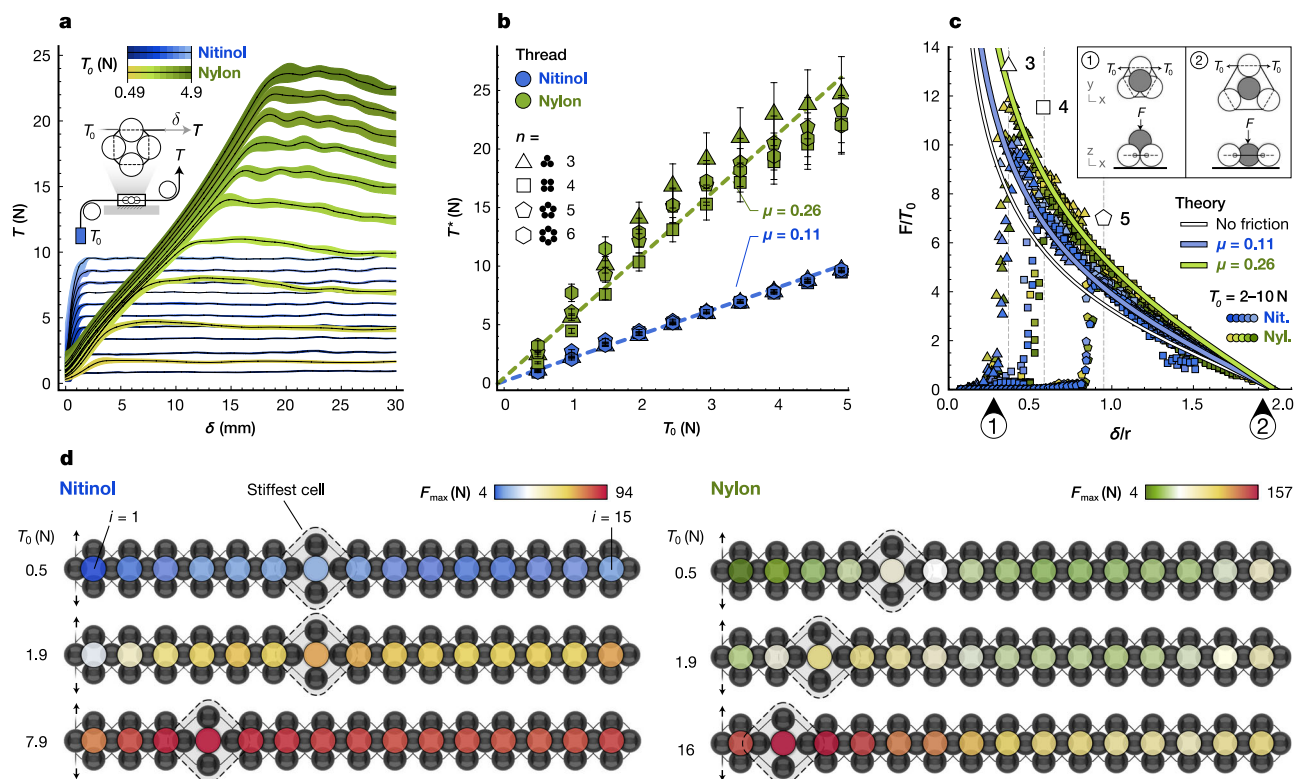 a
T₀ (N)
0.49 4.9
Nitinol
Nylon
T₀ δ T
T
T₀
T (N)
25
20
15
10
5
0
0 5 10 15 20 25 30
δ (mm)
b
Thread
Nitinol
Nylon
n =
3
4
5
6
μ = 0.26
μ = 0.11
T* (N)
25
20
15
10
5
0
0 1 2 3 4 5
T₀ (N)
c
F/T₀
14
12
10
8
6
4
2
0
0.0 0.5 1.0 1.5 2.0
δ/r
1 2
3
4
5
1
T₀ T₀
y
x
F
z
x
2
T₀ T₀
F
Theory
No friction
μ = 0.11
μ = 0.26
T₀ = 2–10 N
Nit.
Nyl.
d
Nitinol
Stiffest cell
Fmax (N) 4 94
T₀ (N)
i = 1
i = 15
0.5
1.9
7.9
Nylon
Fmax (N) 4 157
T₀ (N)
0.5
1.9
16